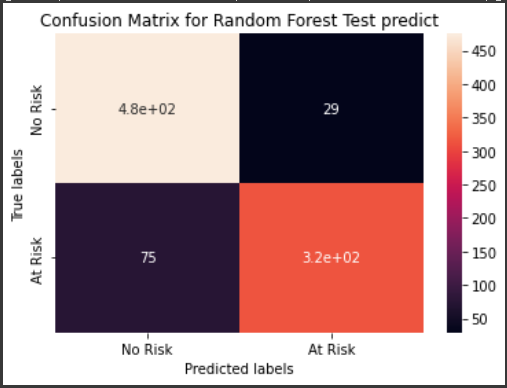 Confusion Matrix for Random Forest Test predict
No Risk
At Risk
True labels
4.8e+02
29
75
3.2e+02
No Risk
At Risk
Predicted labels
450
400
350
300
250
200
150
100
50